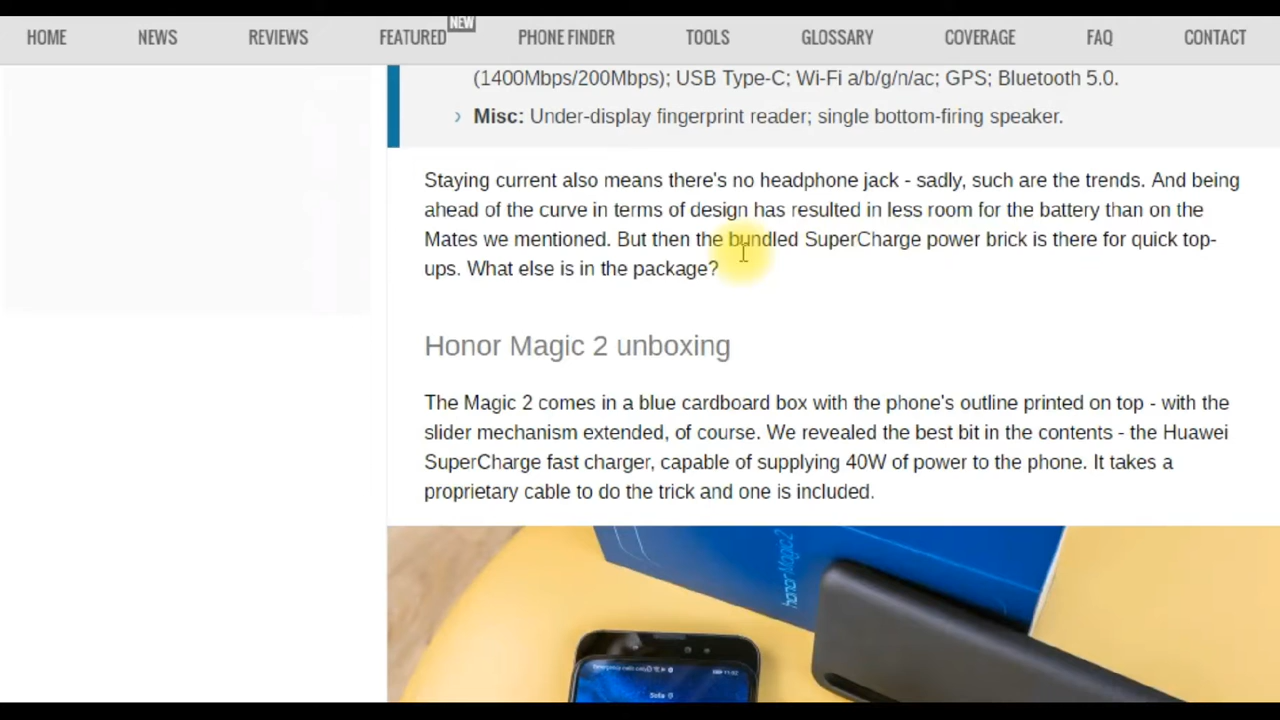 NEW
HOME NEWS REVIEWS FEATURED PHONE FINDER TOOLS GLOSSARY COVERAGE FAQ CONTACT
(1400Mbps/200Mbps); USB Type-C; Wi-Fi a/b/g/n/ac; GPS; Bluetooth 5.0.
› Misc: Under-display fingerprint reader; single bottom-firing speaker.
Staying current also means there's no headphone jack - sadly, such are the trends. And being
ahead of the curve in terms of design has resulted in less room for the battery than on the
Mates we mentioned. But then the bundled SuperCharge power brick is there for quick top-
ups. What else is in the package?
Honor Magic 2 unboxing
The Magic 2 comes in a blue cardboard box with the phone's outline printed on top - with the
slider mechanism extended, of course. We revealed the best bit in the contents - the Huawei
SuperCharge fast charger, capable of supplying 40W of power to the phone. It takes a
proprietary cable to do the trick and one is included.
honor Magic 2